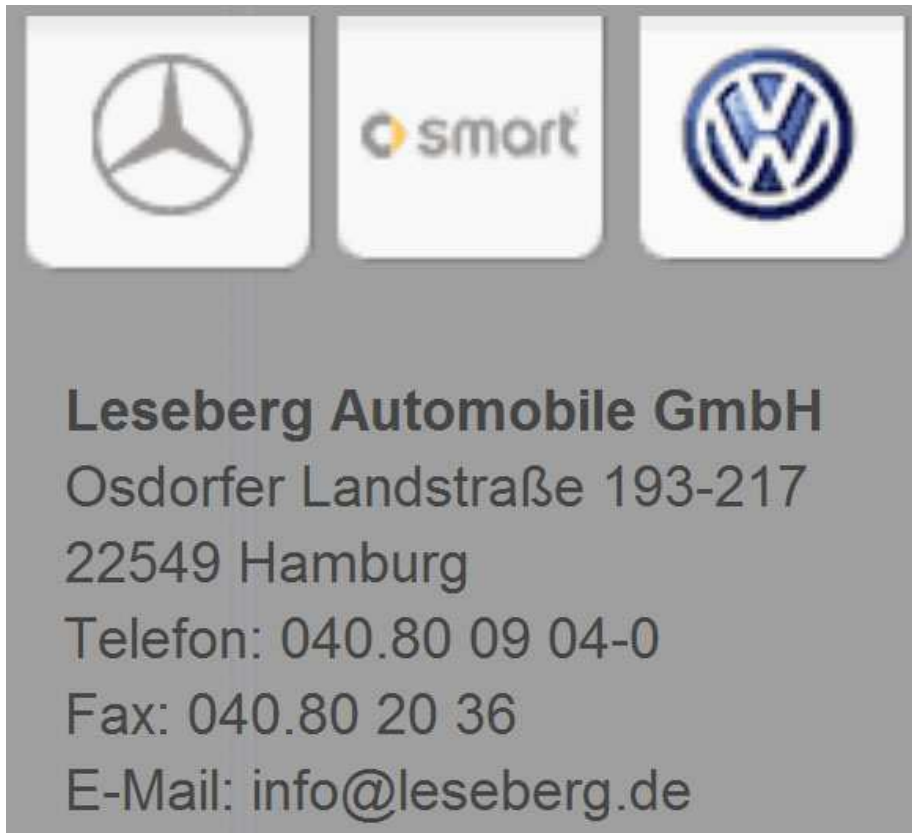 smart
Leseberg Automobile GmbH
Osdorfer Landstraße 193-217
22549 Hamburg
Telefon: 040.80 09 04-0
Fax: 040.80 20 36
E-Mail: info@leseberg.de